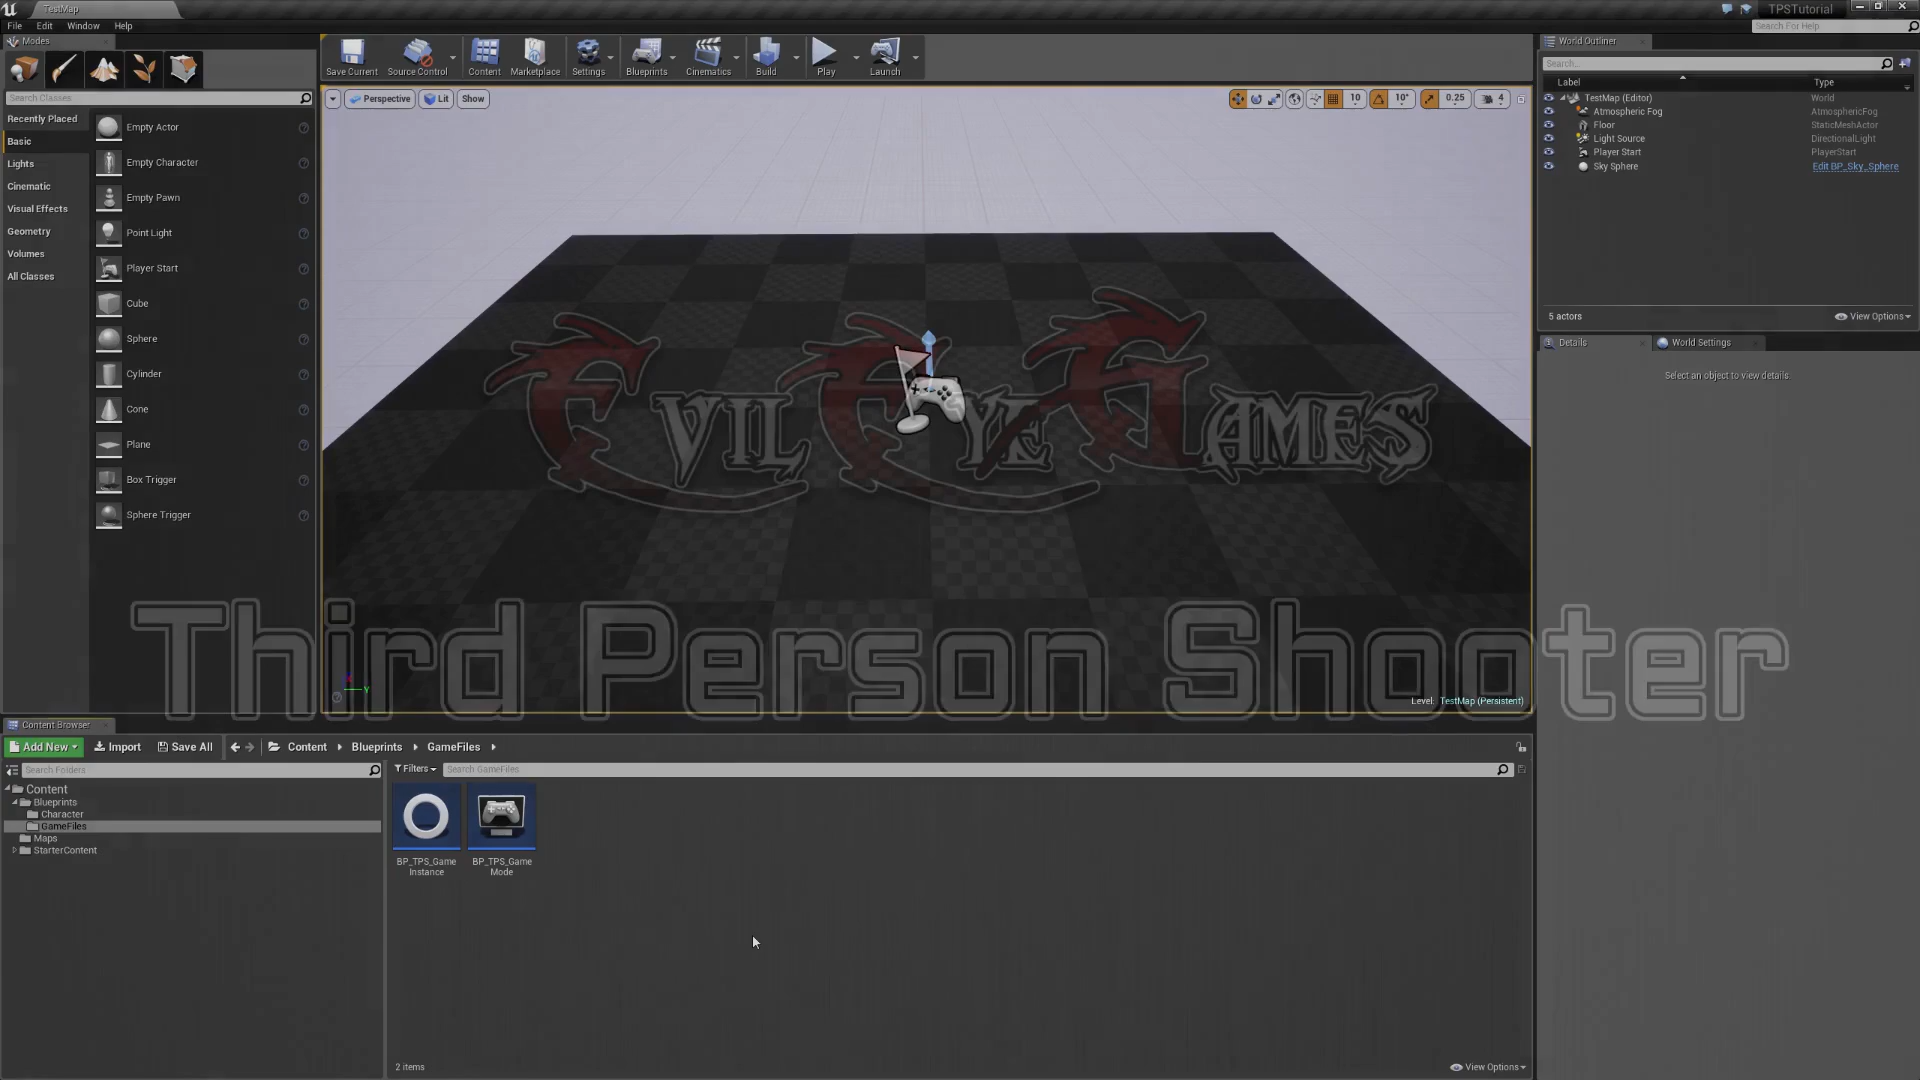 TestMap
TPSTutorial
File Edit Window Help
Search For Help
Modes
Save Current
Source Control
Content
Marketplace
Settings
Blueprints
Cinematics
Build
Play
Launch
World Outliner
Search Classes
Search...
Recently Placed
Basic
Lights
Cinematic
Visual Effects
Geometry
Volumes
All Classes
Empty Actor
Empty Character
Empty Pawn
Point Light
Player Start
Cube
Sphere
Cylinder
Cone
Plane
Box Trigger
Sphere Trigger
Perspective
Lit
Show
10
10°
0.25
4
Label Type
TestMap (Editor) World
Atmospheric Fog AtmosphericFog
Floor StaticMeshActor
Light Source DirectionalLight
Player Start PlayerStart
Sky Sphere Edit BP_Sky_Sphere
5 actors
View Options
Details
World Settings
Select an object to view details
Evil Eye Games
Third Person Shooter
X
Y
Level: TestMap (Persistent)
Content Browser
Add New
Import
Save All
Content
Blueprints
GameFiles
Search Folders
Filters
Search GameFiles
Content
Blueprints
Character
GameFiles
Maps
StarterContent
BP_TPS_Game
Instance
BP_TPS_Game
Mode
2 items
View Options